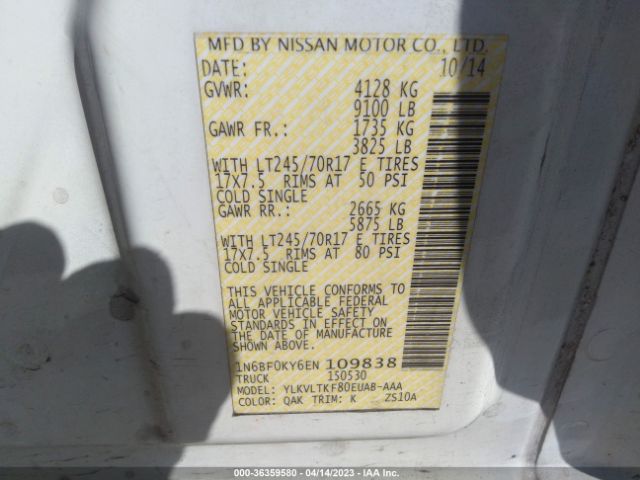 MFD BY NISSAN MOTOR CO., LTD.
DATE: 10/14
GVWR: 4128 KG
9100 LB
GAWR FR.: 1735 KG
3825 LB
WITH LT245/70R17 E TIRES
17X7.5 RIMS AT 50 PSI
COLD SINGLE
GAWR RR.: 2665 KG
5875 LB
WITH LT245/70R17 E TIRES
17X7.5 RIMS AT 80 PSI
COLD SINGLE
THIS VEHICLE CONFORMS TO
ALL APPLICABLE FEDERAL
MOTOR VEHICLE SAFETY
STANDARDS IN EFFECT ON
THE DATE OF MANUFACTURE
SHOWN ABOVE.
1N6BF0KY6EN 109838
TRUCK 1S0530
MODEL: YLKVLTKF80EUAB-AAA
COLOR: QAK TRIM: K ZS10A
000-36359580 - 04/14/2023 - IAA Inc.